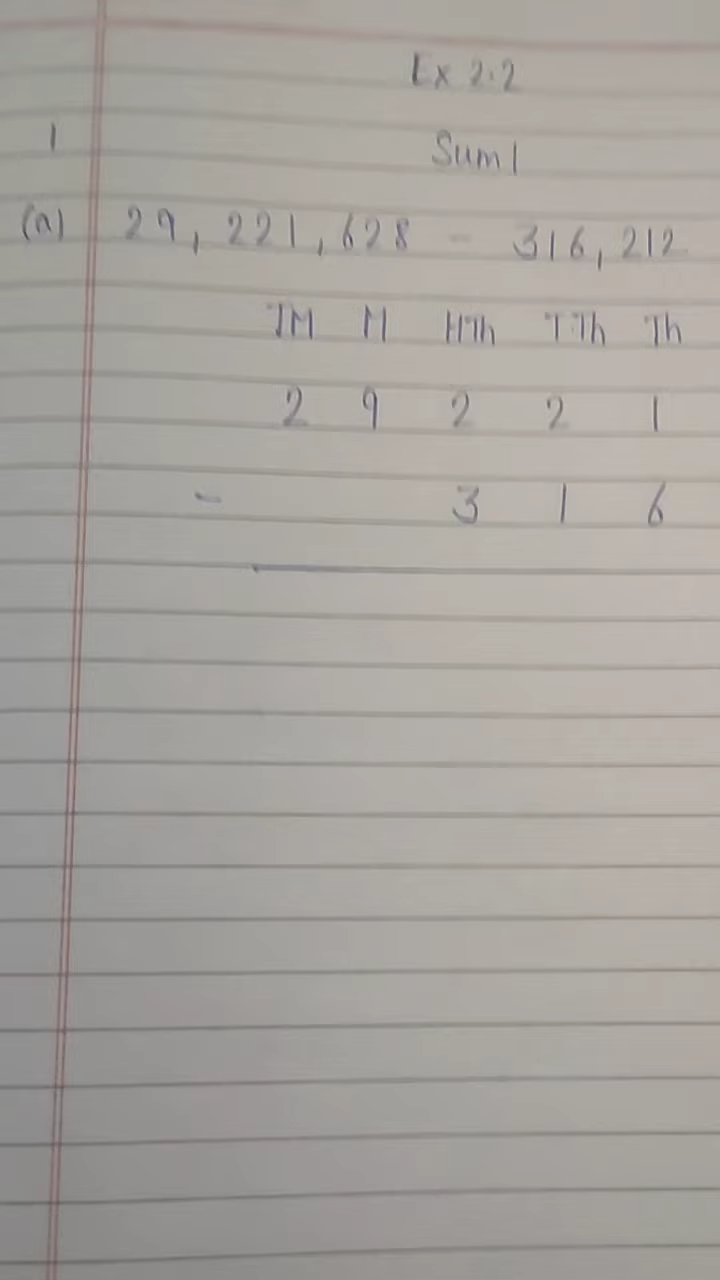 Ex 2.2
1 Sum 1
(a) 29,221,628 - 316,212
TM M HTh TTh Th
2 9 2 2 1
- 3 1 6